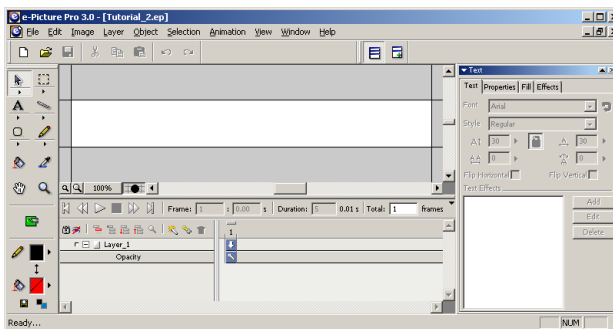 e-Picture Pro 3.0 - [Tutorial_2.ep]
File Edit Image Layer Object Selection Animation View Window Help
Text
Text Properties Fill Effects
Font Arial
Style Regular
30 30
0 0
Flip Horizontal Flip Vertical
Text Effects
Add
Edit
Delete
100%
Frame: 1 : 0.00 s Duration: 5 0.01 s Total: 1 frames
1
Layer_1
Opacity
Ready...
NUM